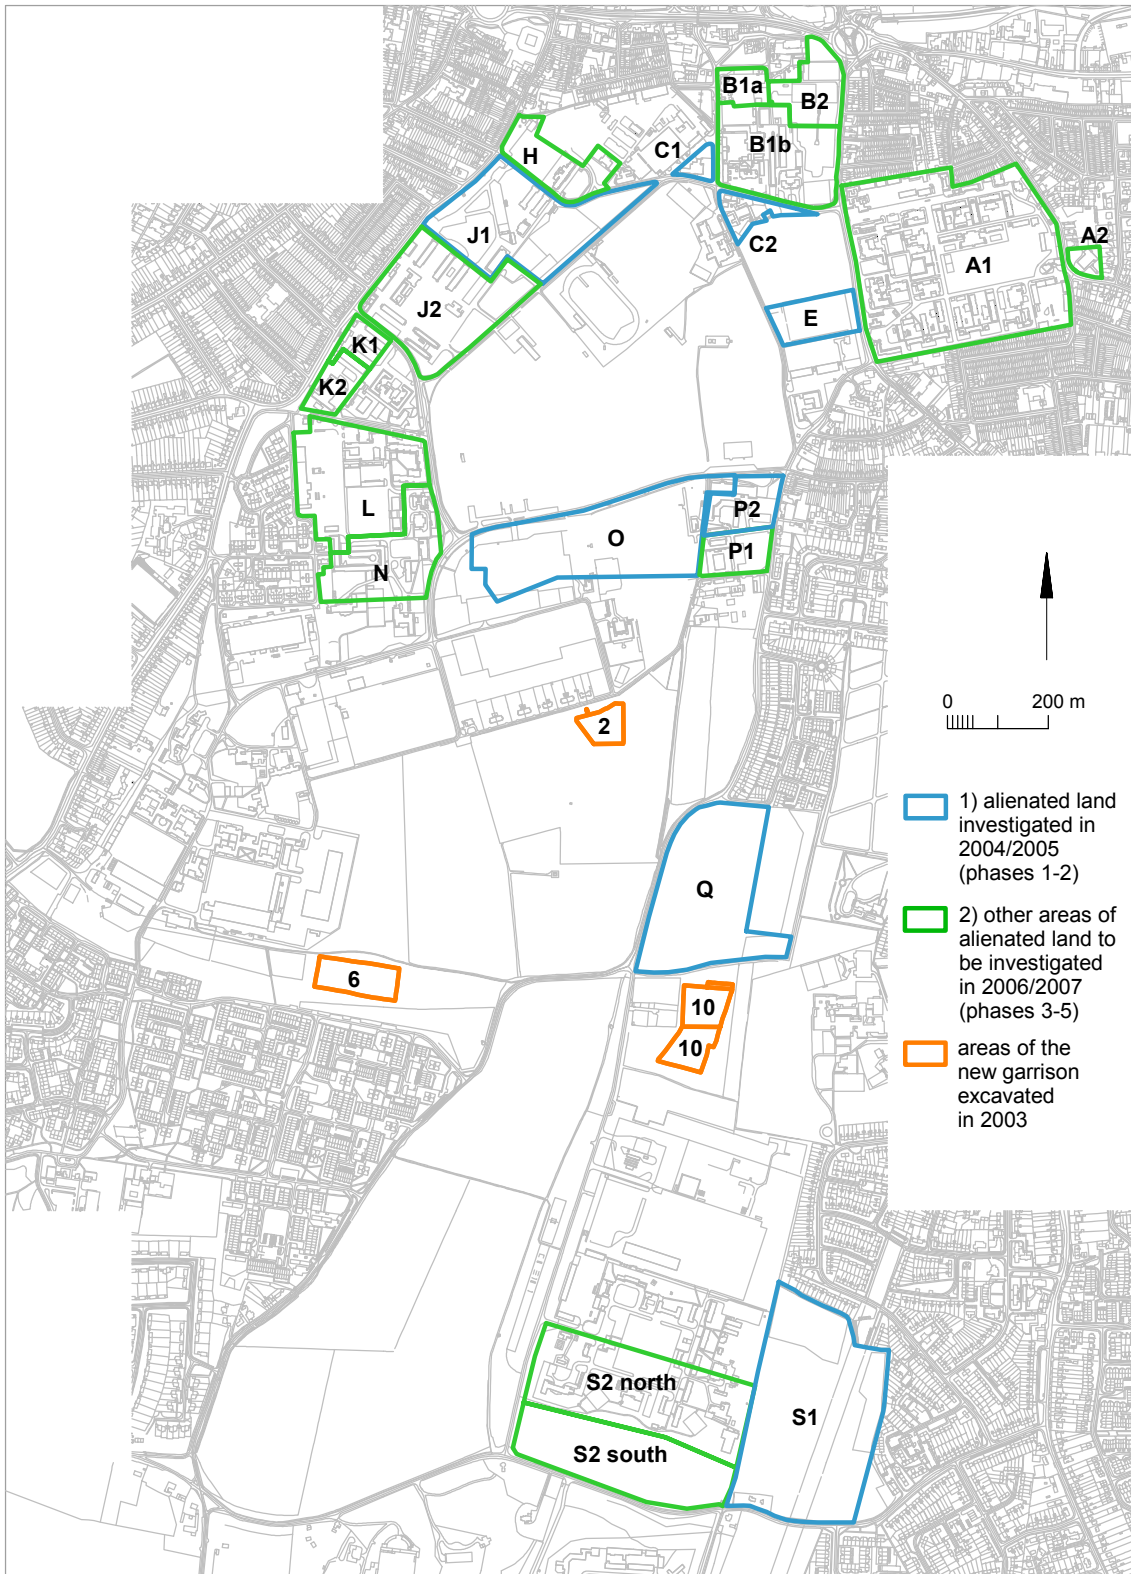 B1a
B2
B1b
C1
H
A2
J1
C2
A1
J2
E
K1
K2
L
P2
O
P1
N
0 200 m
2
1) alienated land
investigated in
2004/2005
(phases 1-2)
Q
2) other areas of
alienated land to
be investigated
in 2006/2007
(phases 3-5)
6
10
10
areas of the
new garrison
excavated
in 2003
S2 north
S1
S2 south